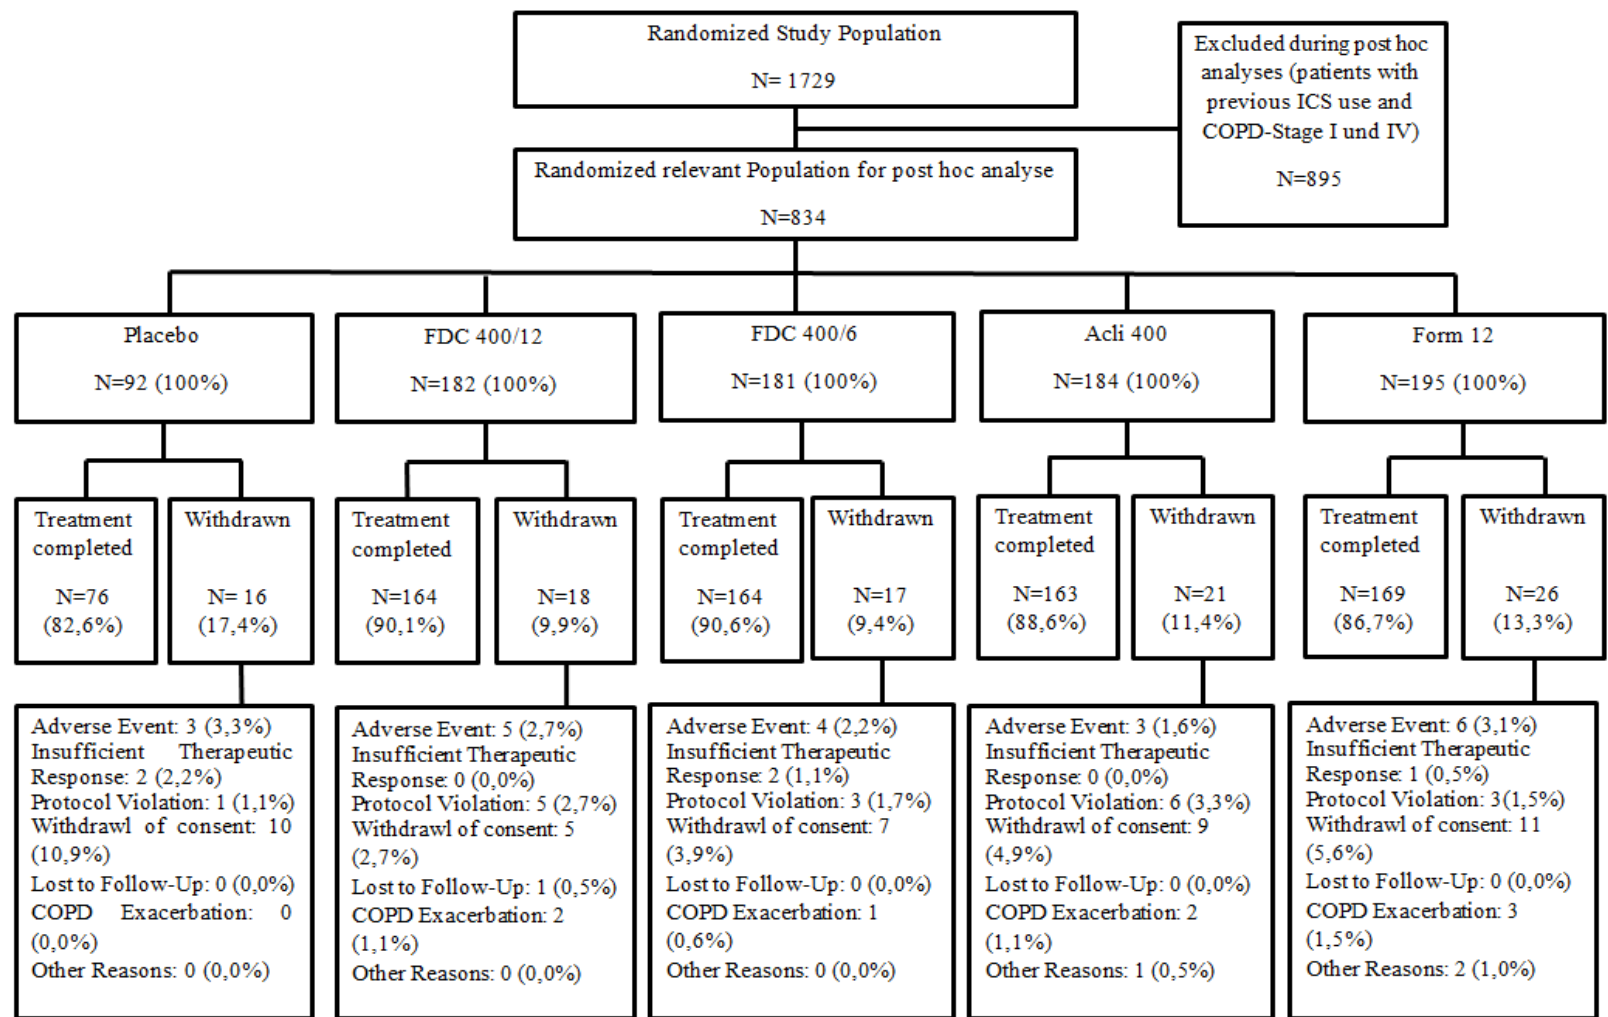 Randomized Study Population
N= 1729
Excluded during post hoc
analyses (patients with
previous ICS use and
COPD-Stage I und IV)
N=895
Randomized relevant Population for post hoc analyse
N=834
Placebo
N=92 (100%)
FDC 400/12
N=182 (100%)
FDC 400/6
N=181 (100%)
Acli 400
N=184 (100%)
Form 12
N=195 (100%)
Treatment
completed
N=76
(82,6%)
Withdrawn
N= 16
(17,4%)
Treatment
completed
N=164
(90,1%)
Withdrawn
N=18
(9,9%)
Treatment
completed
N=164
(90,6%)
Withdrawn
N=17
(9,4%)
Treatment
completed
N=163
(88,6%)
Withdrawn
N=21
(11,4%)
Treatment
completed
N=169
(86,7%)
Withdrawn
N=26
(13,3%)
Adverse Event: 3 (3,3%)
Insufficient Therapeutic
Response: 2 (2,2%)
Protocol Violation: 1 (1,1%)
Withdrawl of consent: 10
(10,9%)
Lost to Follow-Up: 0 (0,0%)
COPD Exacerbation: 0
(0,0%)
Other Reasons: 0 (0,0%)
Adverse Event: 5 (2,7%)
Insufficient Therapeutic
Response: 0 (0,0%)
Protocol Violation: 5 (2,7%)
Withdrawl of consent: 5
(2,7%)
Lost to Follow-Up: 1 (0,5%)
COPD Exacerbation: 2
(1,1%)
Other Reasons: 0 (0,0%)
Adverse Event: 4 (2,2%)
Insufficient Therapeutic
Response: 2 (1,1%)
Protocol Violation: 3 (1,7%)
Withdrawl of consent: 7
(3,9%)
Lost to Follow-Up: 0 (0,0%)
COPD Exacerbation: 1
(0,6%)
Other Reasons: 0 (0,0%)
Adverse Event: 3 (1,6%)
Insufficient Therapeutic
Response: 0 (0,0%)
Protocol Violation: 6 (3,3%)
Withdrawl of consent: 9
(4,9%)
Lost to Follow-Up: 0 (0,0%)
COPD Exacerbation: 2
(1,1%)
Other Reasons: 1 (0,5%)
Adverse Event: 6 (3,1%)
Insufficient Therapeutic
Response: 1 (0,5%)
Protocol Violation: 3(1,5%)
Withdrawl of consent: 11
(5,6%)
Lost to Follow-Up: 0 (0,0%)
COPD Exacerbation: 3
(1,5%)
Other Reasons: 2 (1,0%)